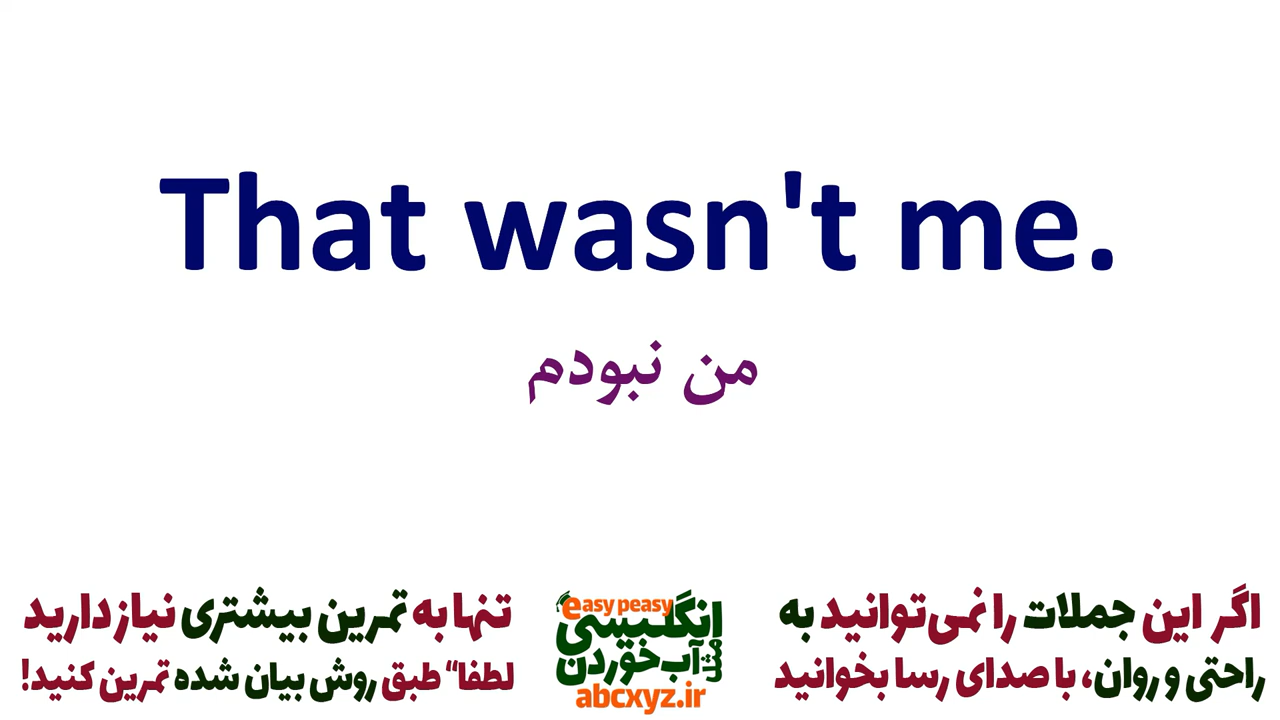 That wasn't me.
من نبودم
اگر این جملات را نمی‌توانید به
راحتی و روان، با صدای رسا بخوانید
easy peasy
انگلیسی
مثل آب خوردن
abcxyz.ir
تنها به تمرین بیشتری نیاز دارید
لطفا“ طبق روش بیان شده تمرین کنید!